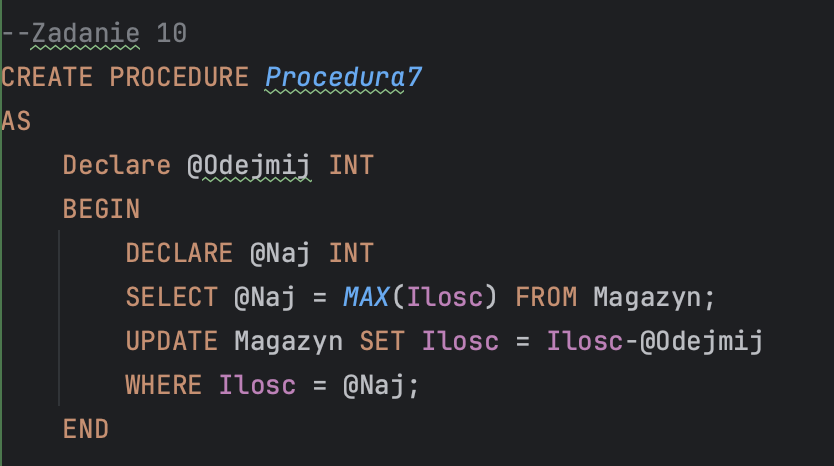 --Zadanie 10
CREATE PROCEDURE Procedura7
AS
    Declare @Odejmij INT
    BEGIN
        DECLARE @Naj INT
        SELECT @Naj = MAX(Ilosc) FROM Magazyn;
        UPDATE Magazyn SET Ilosc = Ilosc-@Odejmij
        WHERE Ilosc = @Naj;
    END